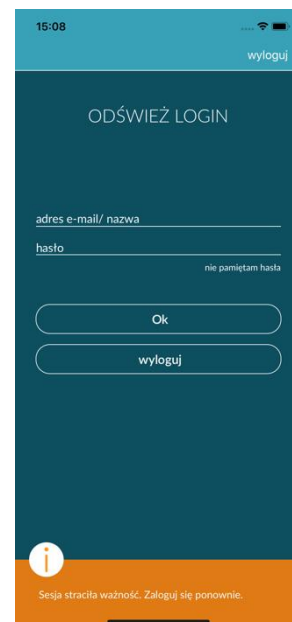 15:08
wyloguj
ODŚWIEŻ LOGIN
adres e-mail/ nazwa
hasło
nie pamiętam hasła
Ok
wyloguj
i
Sesja straciła ważność. Zaloguj się ponownie.